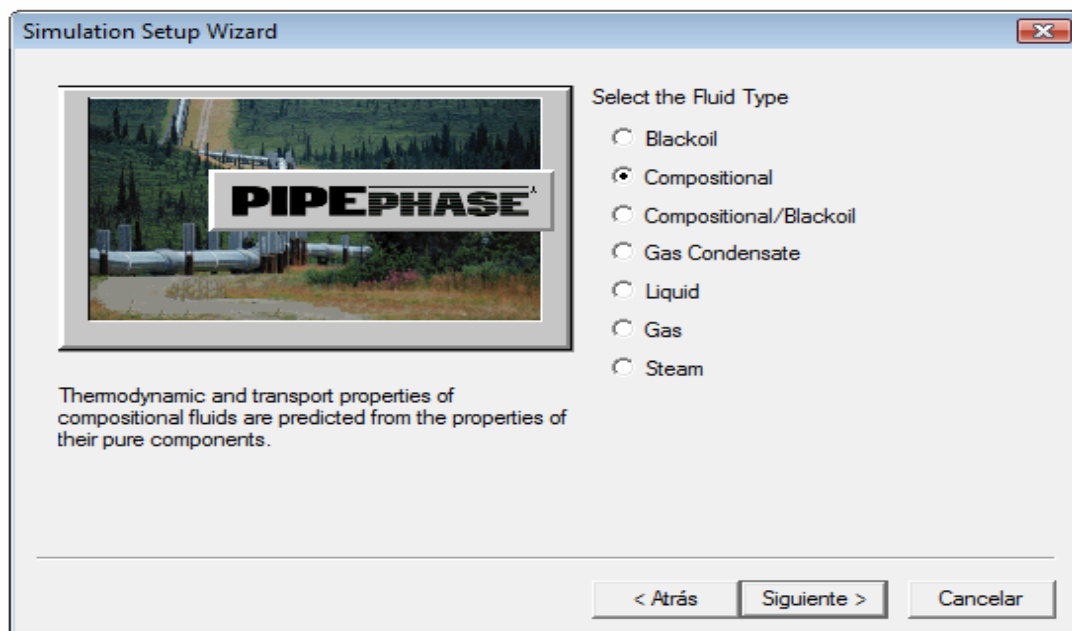 Simulation Setup Wizard
PIPEPHASE
Select the Fluid Type
Blackoil
Compositional
Compositional/Blackoil
Gas Condensate
Liquid
Gas
Steam
Thermodynamic and transport properties of
compositional fluids are predicted from the properties of
their pure components.
< Atrás
Siguiente >
Cancelar